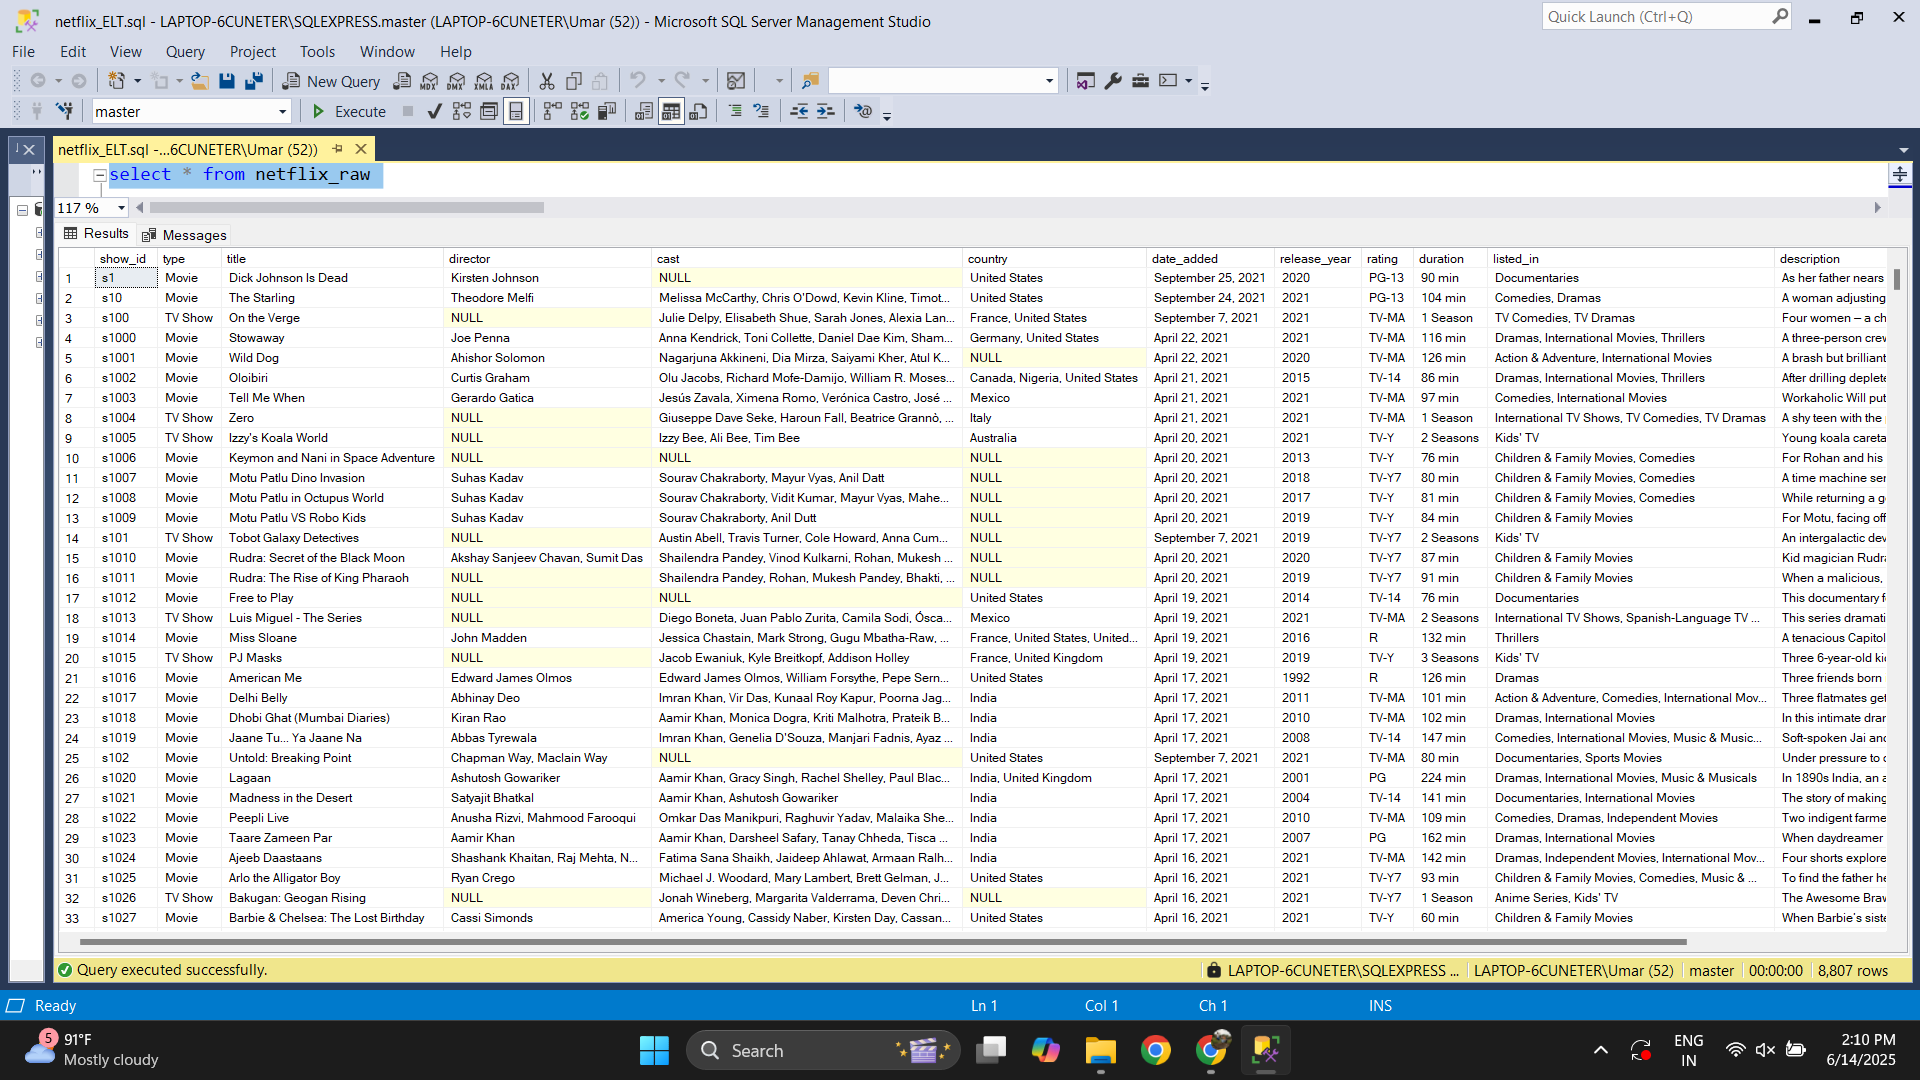 netflix_ELT.sql - LAPTOP-6CUNETER\SQLEXPRESS.master (LAPTOP-6CUNETER\Umar (52)) - Microsoft SQL Server Management Studio
Quick Launch (Ctrl+Q)
File Edit View Query Project Tools Window Help
New Query MDX DMX XMLA DAX
master Execute
netflix_ELT.sql -...6CUNETER\Umar (52))
select * from netflix_raw
117 %
Results Messages
show_id type title director cast country date_added release_year rating duration listed_in description
1 s1 Movie Dick Johnson Is Dead Kirsten Johnson NULL United States September 25, 2021 2020 PG-13 90 min Documentaries As her father nears
2 s10 Movie The Starling Theodore Melfi Melissa McCarthy, Chris O'Dowd, Kevin Kline, Timot... United States September 24, 2021 2021 PG-13 104 min Comedies, Dramas A woman adjusting
3 s100 TV Show On the Verge NULL Julie Delpy, Elisabeth Shue, Sarah Jones, Alexia Lan... France, United States September 7, 2021 2021 TV-MA 1 Season TV Comedies, TV Dramas Four women – a ch
4 s1000 Movie Stowaway Joe Penna Anna Kendrick, Toni Collette, Daniel Dae Kim, Sham... Germany, United States April 22, 2021 2021 TV-MA 116 min Dramas, International Movies, Thrillers A three-person crew
5 s1001 Movie Wild Dog Ahishor Solomon Nagarjuna Akkineni, Dia Mirza, Saiyami Kher, Atul K... NULL April 22, 2021 2020 TV-MA 126 min Action & Adventure, International Movies A brash but brilliant
6 s1002 Movie Oloibiri Curtis Graham Olu Jacobs, Richard Mofe-Damijo, William R. Moses... Canada, Nigeria, United States April 21, 2021 2015 TV-14 86 min Dramas, International Movies, Thrillers After drilling deplete
7 s1003 Movie Tell Me When Gerardo Gatica Jesús Zavala, Ximena Romo, Verónica Castro, José ... Mexico April 21, 2021 2021 TV-MA 97 min Comedies, International Movies Workaholic Will put
8 s1004 TV Show Zero NULL Giuseppe Dave Seke, Haroun Fall, Beatrice Grannò, ... Italy April 21, 2021 2021 TV-MA 1 Season International TV Shows, TV Comedies, TV Dramas A shy teen with the
9 s1005 TV Show Izzy's Koala World NULL Izzy Bee, Ali Bee, Tim Bee Australia April 20, 2021 2021 TV-Y 2 Seasons Kids' TV Young koala careta
10 s1006 Movie Keymon and Nani in Space Adventure NULL NULL NULL April 20, 2021 2013 TV-Y 76 min Children & Family Movies, Comedies For Rohan and his
11 s1007 Movie Motu Patlu Dino Invasion Suhas Kadav Sourav Chakraborty, Mayur Vyas, Anil Datt NULL April 20, 2021 2018 TV-Y7 80 min Children & Family Movies, Comedies A time machine ser
12 s1008 Movie Motu Patlu in Octupus World Suhas Kadav Sourav Chakraborty, Vidit Kumar, Mayur Vyas, Mahe... NULL April 20, 2021 2017 TV-Y 81 min Children & Family Movies, Comedies While returning a g
13 s1009 Movie Motu Patlu VS Robo Kids Suhas Kadav Sourav Chakraborty, Anil Dutt NULL April 20, 2021 2019 TV-Y 84 min Children & Family Movies For Motu, facing off
14 s101 TV Show Tobot Galaxy Detectives NULL Austin Abell, Travis Turner, Cole Howard, Anna Cum... NULL September 7, 2021 2019 TV-Y7 2 Seasons Kids' TV An intergalactic dev
15 s1010 Movie Rudra: Secret of the Black Moon Akshay Sanjeev Chavan, Sumit Das Shailendra Pandey, Vinod Kulkarni, Rohan, Mukesh ... NULL April 20, 2021 2020 TV-Y7 87 min Children & Family Movies Kid magician Rudra
16 s1011 Movie Rudra: The Rise of King Pharaoh NULL Shailendra Pandey, Rohan, Mukesh Pandey, Bhakti, ... NULL April 20, 2021 2019 TV-Y7 91 min Children & Family Movies When a malicious,
17 s1012 Movie Free to Play NULL NULL United States April 20, 2021 2014 TV-14 76 min Documentaries This documentary f
18 s1013 TV Show Luis Miguel - The Series NULL Diego Boneta, Juan Pablo Zurita, Camila Sodi, Ósca... Mexico April 19, 2021 2021 TV-MA 2 Seasons International TV Shows, Spanish-Language TV ... This series dramati
19 s1014 Movie Miss Sloane John Madden Jessica Chastain, Mark Strong, Gugu Mbatha-Raw, ... France, United States, United... April 19, 2021 2016 R 132 min Thrillers A tenacious Capitol
20 s1015 TV Show PJ Masks NULL Jacob Ewaniuk, Kyle Breitkopf, Addison Holley France, United Kingdom April 19, 2021 2019 TV-Y 3 Seasons Kids' TV Three 6-year-old kid
21 s1016 Movie American Me Edward James Olmos Edward James Olmos, William Forsythe, Pepe Sern... United States April 17, 2021 1992 R 126 min Dramas Three friends born
22 s1017 Movie Delhi Belly Abhinay Deo Imran Khan, Vir Das, Kunaal Roy Kapur, Poorna Jag... India April 17, 2021 2011 TV-MA 101 min Action & Adventure, Comedies, International Mov... Three flatmates get
23 s1018 Movie Dhobi Ghat (Mumbai Diaries) Kiran Rao Aamir Khan, Monica Dogra, Kriti Malhotra, Prateik B... India April 17, 2021 2010 TV-MA 102 min Dramas, International Movies In this intimate drar
24 s1019 Movie Jaane Tu... Ya Jaane Na Abbas Tyrewala Imran Khan, Genelia D'Souza, Manjari Fadnis, Ayaz ... India April 17, 2021 2008 TV-14 147 min Comedies, International Movies, Music & Music... Soft-spoken Jai and
25 s102 Movie Untold: Breaking Point Chapman Way, Maclain Way NULL United States September 7, 2021 2021 TV-MA 80 min Documentaries, Sports Movies Under pressure to c
26 s1020 Movie Lagaan Ashutosh Gowariker Aamir Khan, Gracy Singh, Rachel Shelley, Paul Blac... India, United Kingdom April 17, 2021 2001 PG 224 min Dramas, International Movies, Music & Musicals In 1890s India, an a
27 s1021 Movie Madness in the Desert Satyajit Bhatkal Aamir Khan, Ashutosh Gowariker India April 17, 2021 2004 TV-14 141 min Documentaries, International Movies The story of making
28 s1022 Movie Peepli Live Anusha Rizvi, Mahmood Farooqui Omkar Das Manikpuri, Raghuvir Yadav, Malaika She... India April 17, 2021 2010 TV-MA 109 min Comedies, Dramas, Independent Movies Two indigent farme
29 s1023 Movie Taare Zameen Par Aamir Khan Aamir Khan, Darsheel Safary, Tanay Chheda, Tisca ... India April 17, 2021 2007 PG 162 min Dramas, International Movies When daydreamer
30 s1024 Movie Ajeeb Daastaans Shashank Khaitan, Raj Mehta, N... Fatima Sana Shaikh, Jaideep Ahlawat, Armaan Ralh... India April 16, 2021 2021 TV-MA 142 min Dramas, Independent Movies, International Mov... Four shorts explore
31 s1025 Movie Arlo the Alligator Boy Ryan Crego Michael J. Woodard, Mary Lambert, Brett Gelman, J... United States April 16, 2021 2021 TV-Y7 93 min Children & Family Movies, Comedies, Music & ... To find the father he
32 s1026 TV Show Bakugan: Geogan Rising NULL Jonah Wineberg, Margarita Valderrama, Deven Chri... NULL April 16, 2021 2021 TV-Y7 1 Season Anime Series, Kids' TV The Awesome Braw
33 s1027 Movie Barbie & Chelsea: The Lost Birthday Cassi Simonds America Young, Cassidy Naber, Kirsten Day, Cassan... United States April 16, 2021 2021 TV-Y 60 min Children & Family Movies When Barbie's siste
Query executed successfully. LAPTOP-6CUNETER\SQLEXPRESS ... LAPTOP-6CUNETER\Umar (52) master 00:00:00 8,807 rows
Ready Ln 1 Col 1 Ch 1 INS
5 91°F
Mostly cloudy
Search
ENG
IN
2:10 PM
6/14/2025